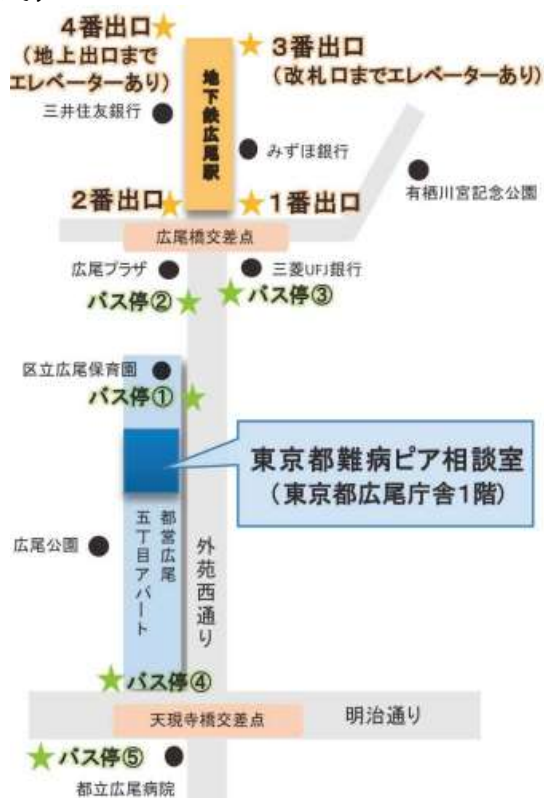 4番出口
(地上出口まで
エレベーターあり)
3番出口
(改札口までエレベーターあり)
地下鉄広尾駅
三井住友銀行
みずほ銀行
有栖川宮記念公園
2番出口
1番出口
広尾橋交差点
広尾プラザ
三菱UFJ銀行
バス停②
バス停③
区立広尾保育園
バス停①
東京都難病ピア相談室
(東京都広尾庁舎1階)
広尾公園
都営広尾
五丁目アパート
外苑西通り
バス停④
天現寺橋交差点
明治通り
バス停⑤
都立広尾病院